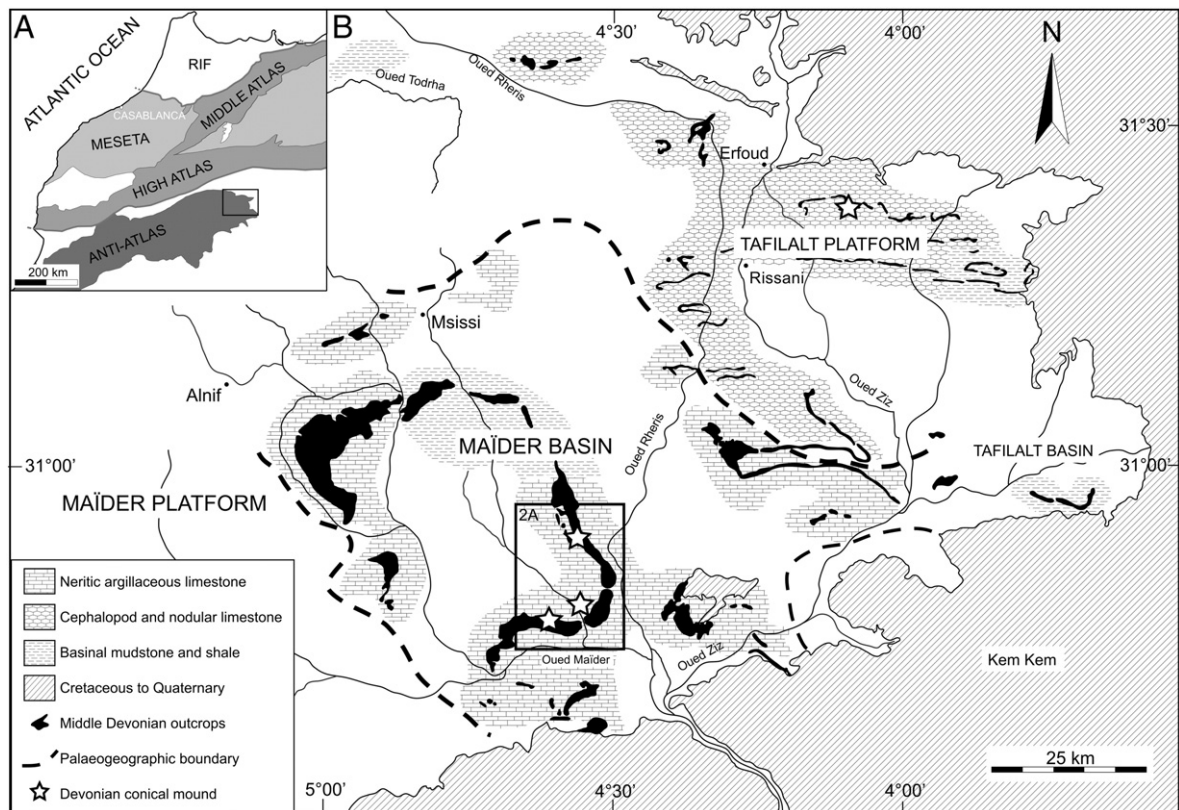 A
ATLANTIC OCEAN
RIF
CASABLANCA
MIDDLE ATLAS
MESETA
HIGH ATLAS
ANTI-ATLAS
200 km
B
4°30’
4°00’
N
Oued Todrha
Oued Rheris
31°30’
Erfoud
TAFILALT PLATFORM
Rissani
Msissi
Alnif
Oued Ziz
Oued Rheris
MAÏDER BASIN
31°00’
TAFILALT BASIN
31°00’
MAÏDER PLATFORM
2A
Oued Maïder
Oued Ziz
Kem Kem
Neritic argillaceous limestone
Cephalopod and nodular limestone
Basinal mudstone and shale
Cretaceous to Quaternary
Middle Devonian outcrops
Palaeogeographic boundary
Devonian conical mound
25 km
5°00’
4°30’
4°00’